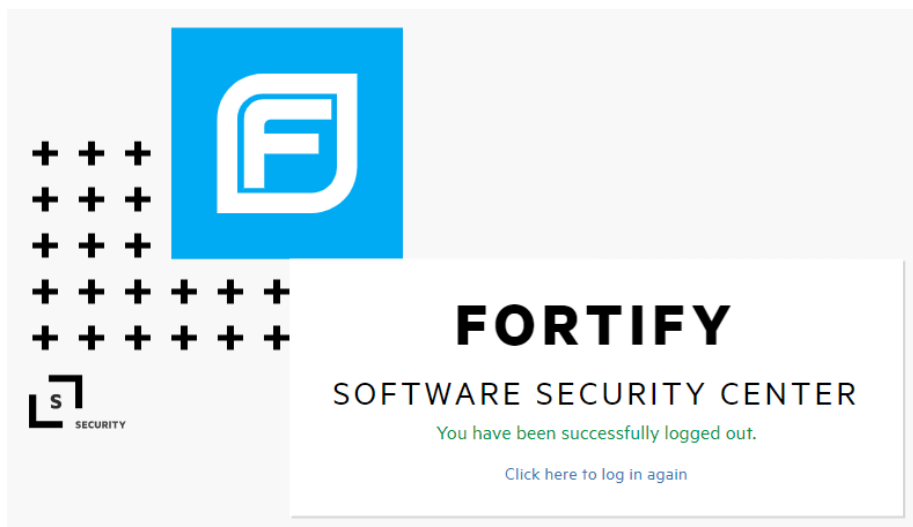 F
FORTIFY
SOFTWARE SECURITY CENTER
You have been successfully logged out.
Click here to log in again
S
SECURITY